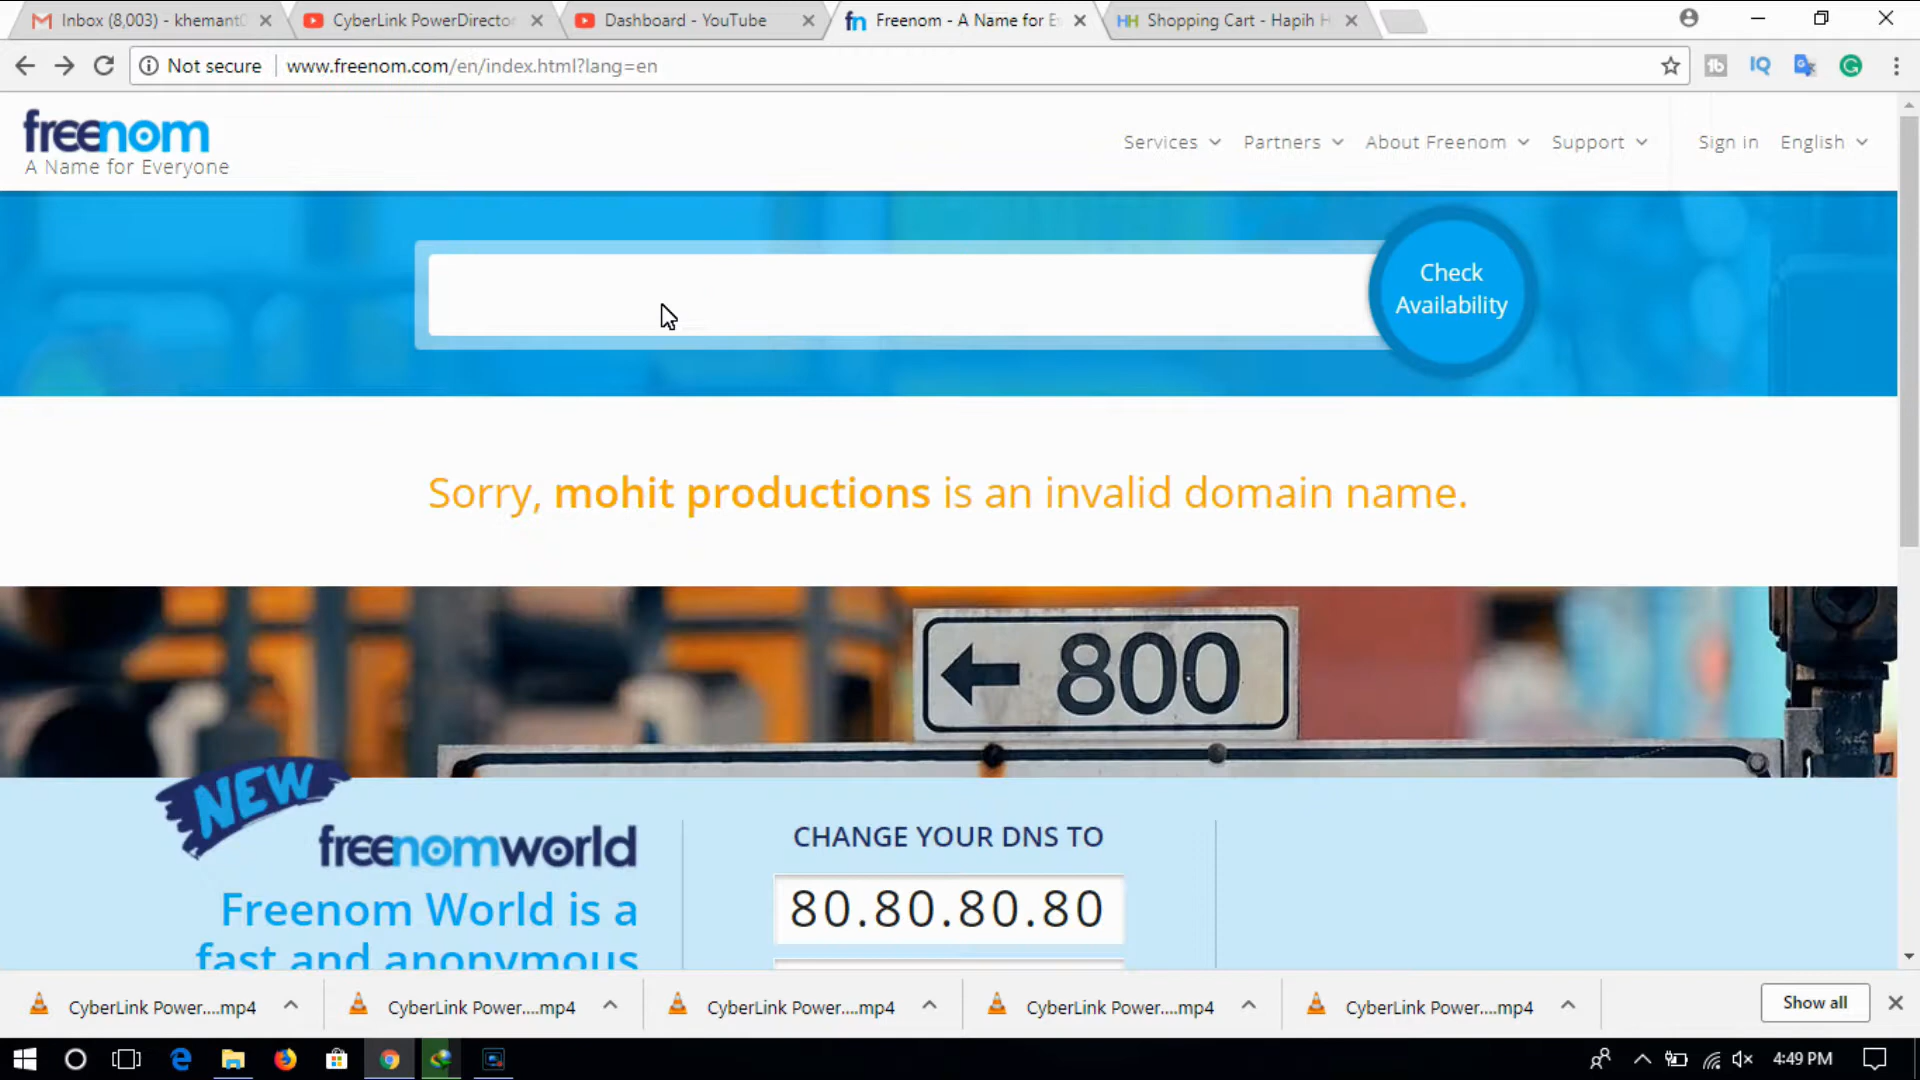 Inbox (8,003) - khemant0
CyberLink PowerDirector
Dashboard - YouTube
Freenom - A Name for E
Shopping Cart - Hapih H
Not secure
www.freenom.com/en/index.html?lang=en
freenom
A Name for Everyone
Services
Partners
About Freenom
Support
Sign in
English
Check
Availability
Sorry, mohit productions is an invalid domain name.
800
NEW
freenomworld
Freenom World is a
fast and anonymous
CHANGE YOUR DNS TO
80.80.80.80
CyberLink Power....mp4
CyberLink Power....mp4
CyberLink Power....mp4
CyberLink Power....mp4
CyberLink Power....mp4
Show all
4:49 PM